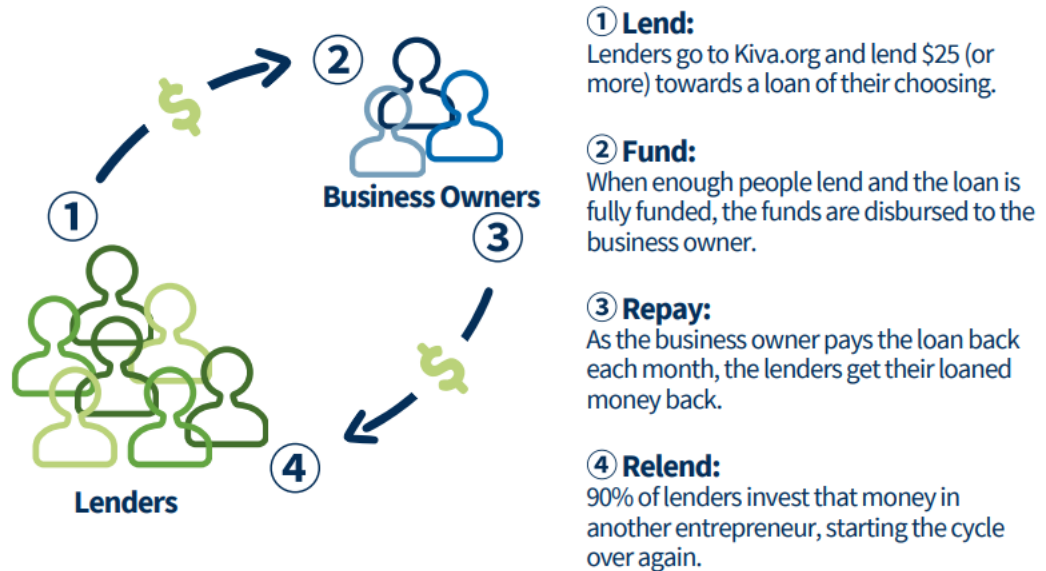 ① Lend:
Lenders go to Kiva.org and lend $25 (or
more) towards a loan of their choosing.
② Fund:
When enough people lend and the loan is
fully funded, the funds are disbursed to the
business owner.
③ Repay:
As the business owner pays the loan back
each month, the lenders get their loaned
money back.
④ Relend:
90% of lenders invest that money in
another entrepreneur, starting the cycle
over again.
②
$
Business Owners
①
③
$
④
Lenders